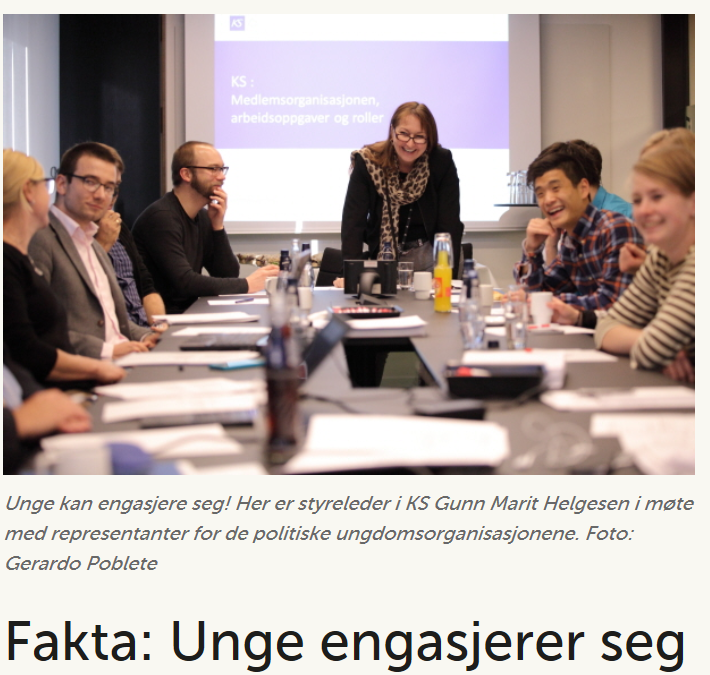 KS
KS :
Medlemsorganisasjonen,
arbeidsoppgaver og roller
Unge kan engasjere seg! Her er styreleder i KS Gunn Marit Helgesen i møte
med representanter for de politiske ungdomsorganisasjonene. Foto:
Gerardo Poblete
Fakta: Unge engasjerer seg